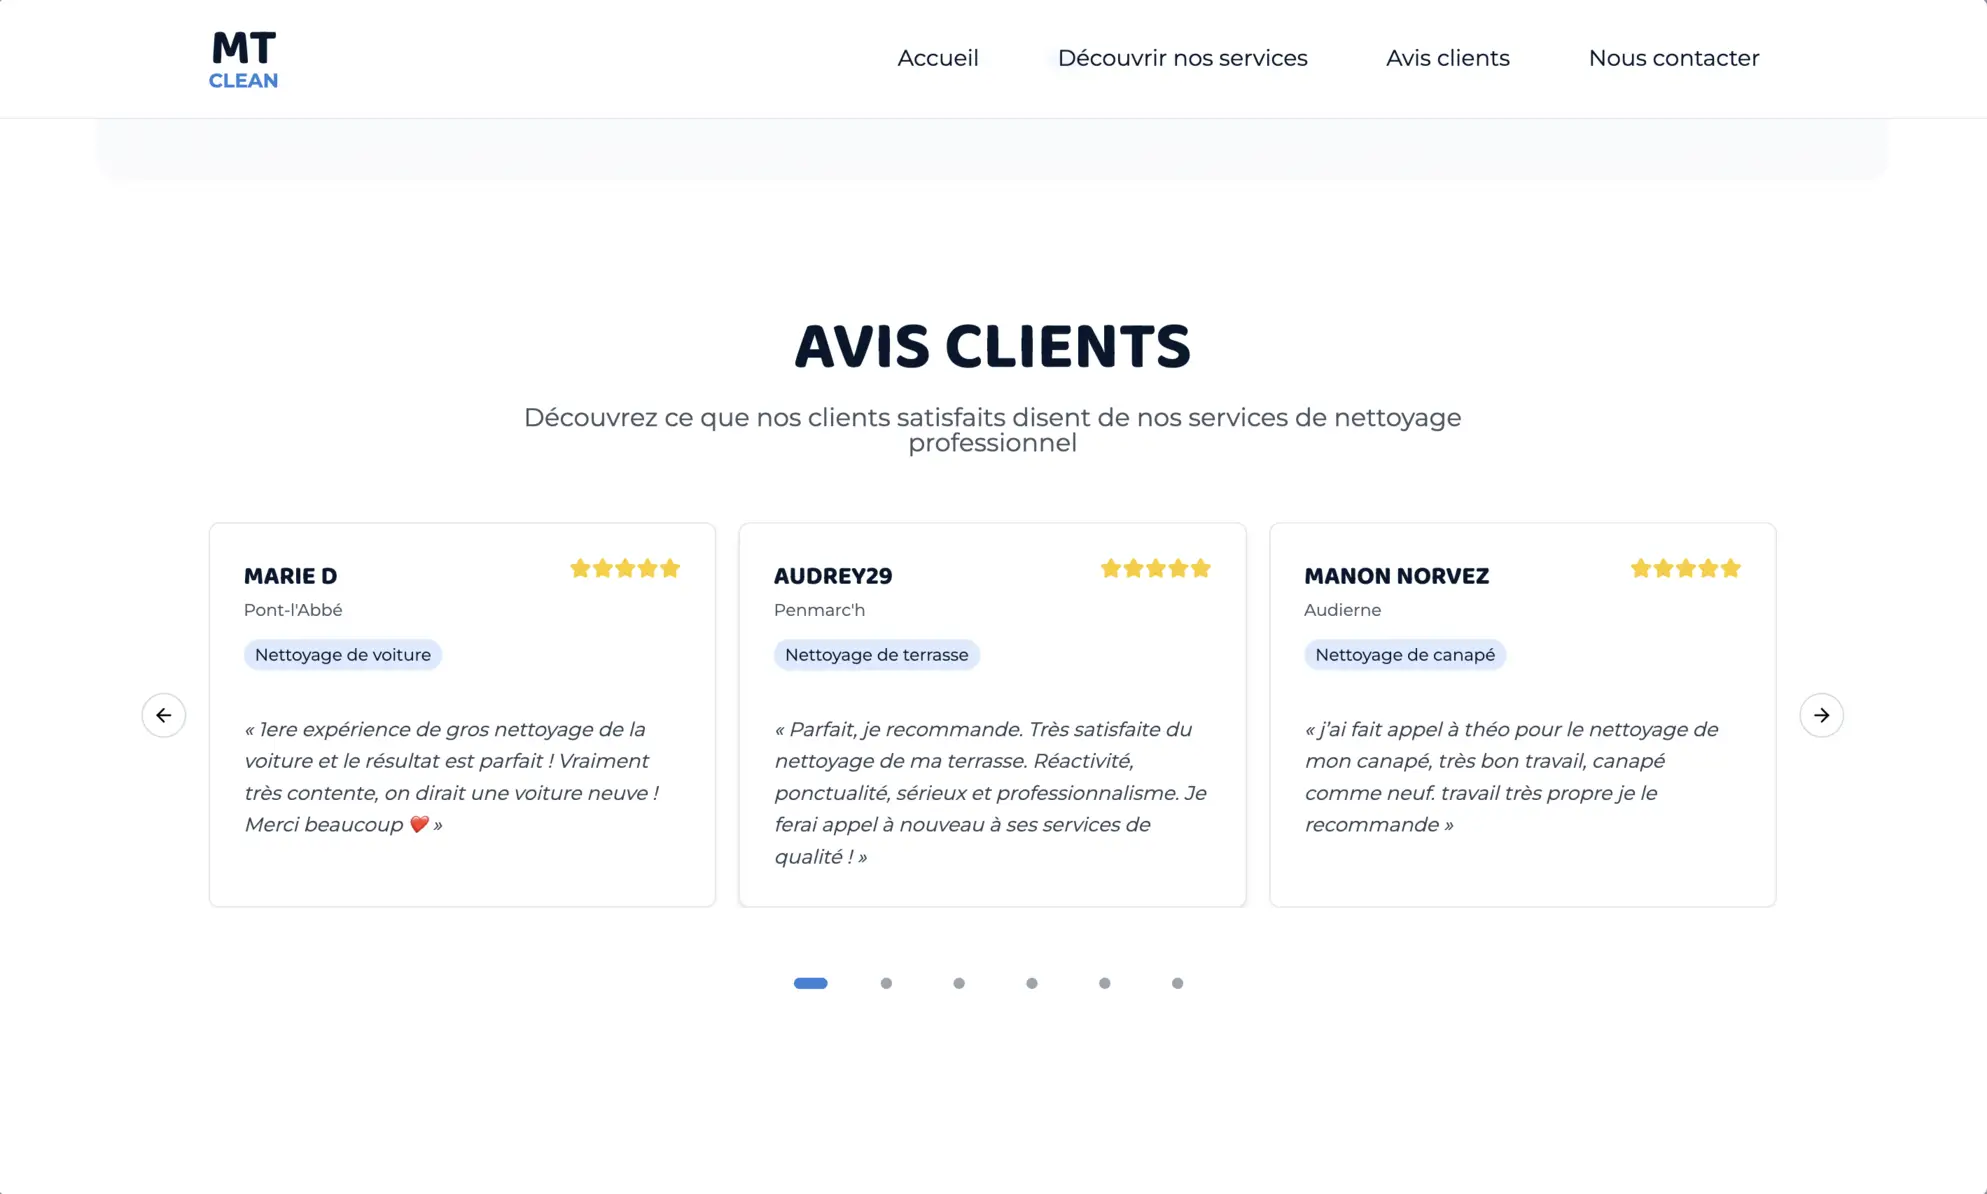 MT
CLEAN
Accueil
Découvrir nos services
Avis clients
Nous contacter
AVIS CLIENTS
Découvrez ce que nos clients satisfaits disent de nos services de nettoyage
professionnel
MARIE D
Pont-l'Abbé
Nettoyage de voiture
« 1ere expérience de gros nettoyage de la
voiture et le résultat est parfait ! Vraiment
très contente, on dirait une voiture neuve !
Merci beaucoup ❤️ »
AUDREY29
Penmarc'h
Nettoyage de terrasse
« Parfait, je recommande. Très satisfaite du
nettoyage de ma terrasse. Réactivité,
ponctualité, sérieux et professionnalisme. Je
ferai appel à nouveau à ses services de
qualité ! »
MANON NORVEZ
Audierne
Nettoyage de canapé
« j’ai fait appel à théo pour le nettoyage de
mon canapé, très bon travail, canapé
comme neuf. travail très propre je le
recommande »